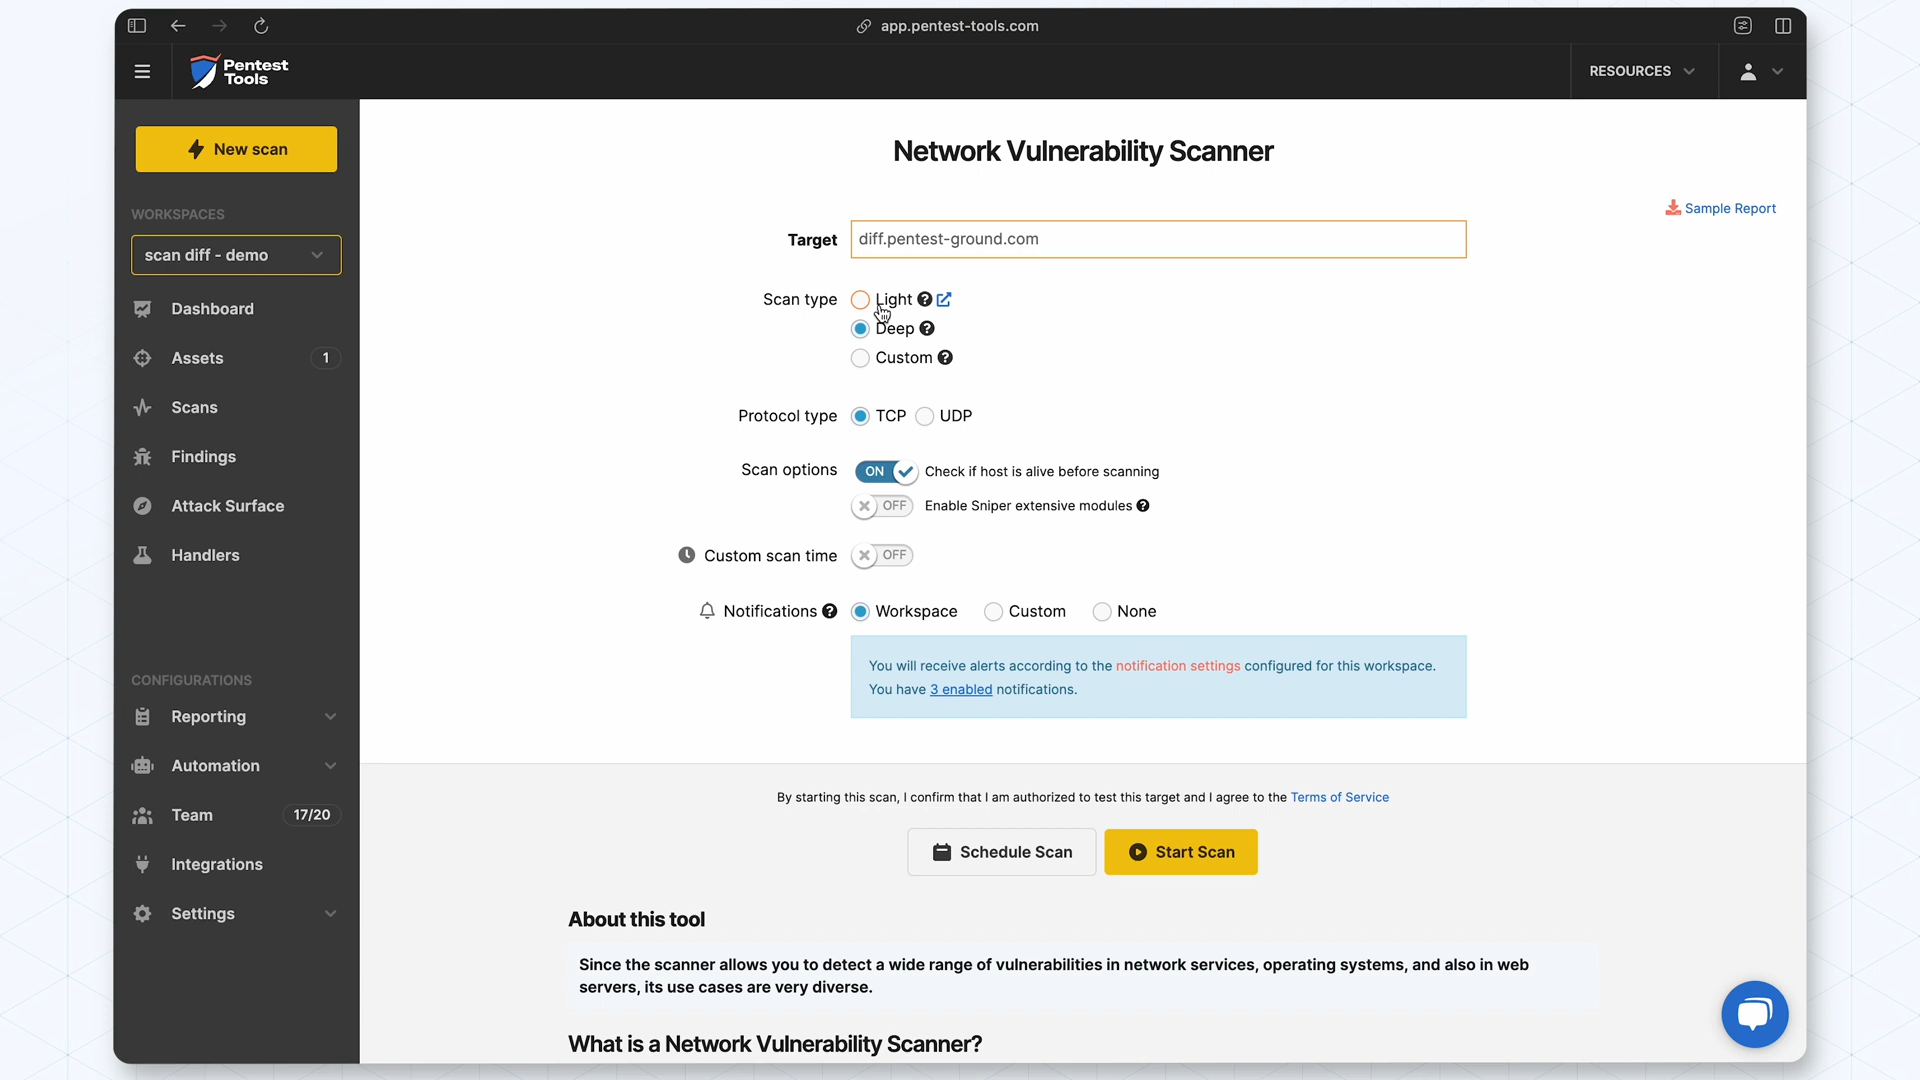 app.pentest-tools.com
Pentest
Tools
RESOURCES
New scan
WORKSPACES
scan diff - demo
Dashboard
Assets 1
Scans
Findings
Attack Surface
Handlers
CONFIGURATIONS
Reporting
Automation
Team 17/20
Integrations
Settings
Network Vulnerability Scanner
Sample Report
Target diff.pentest-ground.com
Scan type Light
Deep
Custom
Protocol type TCP UDP
Scan options ON Check if host is alive before scanning
OFF Enable Sniper extensive modules
Custom scan time OFF
Notifications Workspace Custom None
You will receive alerts according to the notification settings configured for this workspace.
You have 3 enabled notifications.
By starting this scan, I confirm that I am authorized to test this target and I agree to the Terms of Service
Schedule Scan Start Scan
About this tool
Since the scanner allows you to detect a wide range of vulnerabilities in network services, operating systems, and also in web
servers, its use cases are very diverse.
What is a Network Vulnerability Scanner?